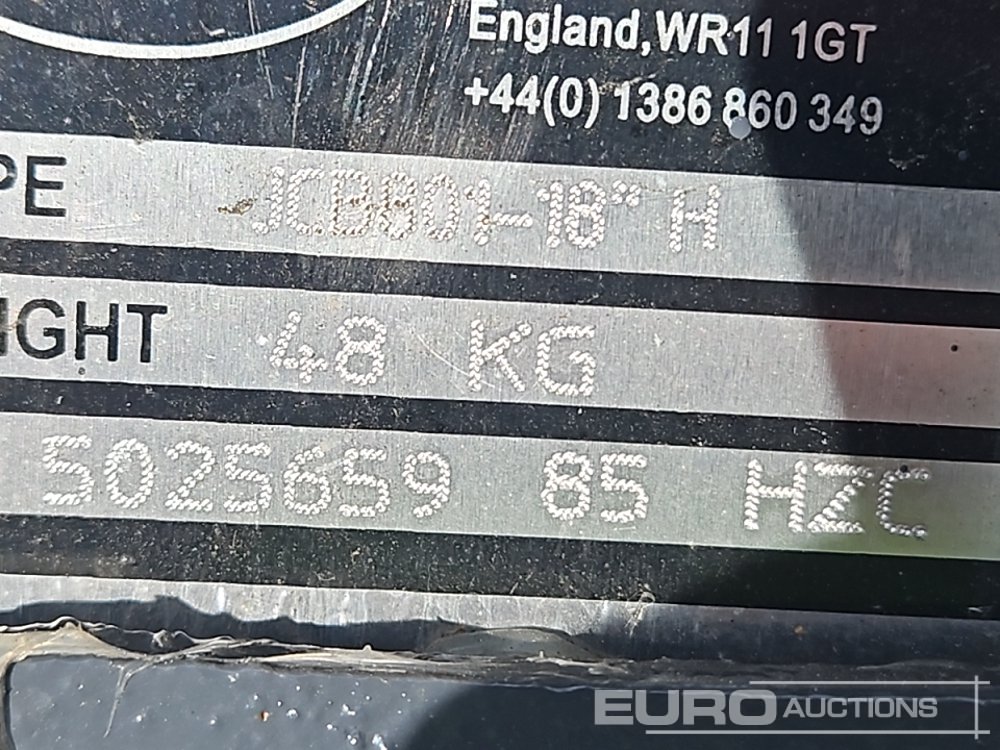 England, WR11 1GT
+44(0) 1386 860 349
PE JCB801-18" H
IGHT 48 KG
5025659 85 HZC
EURO AUCTIONS